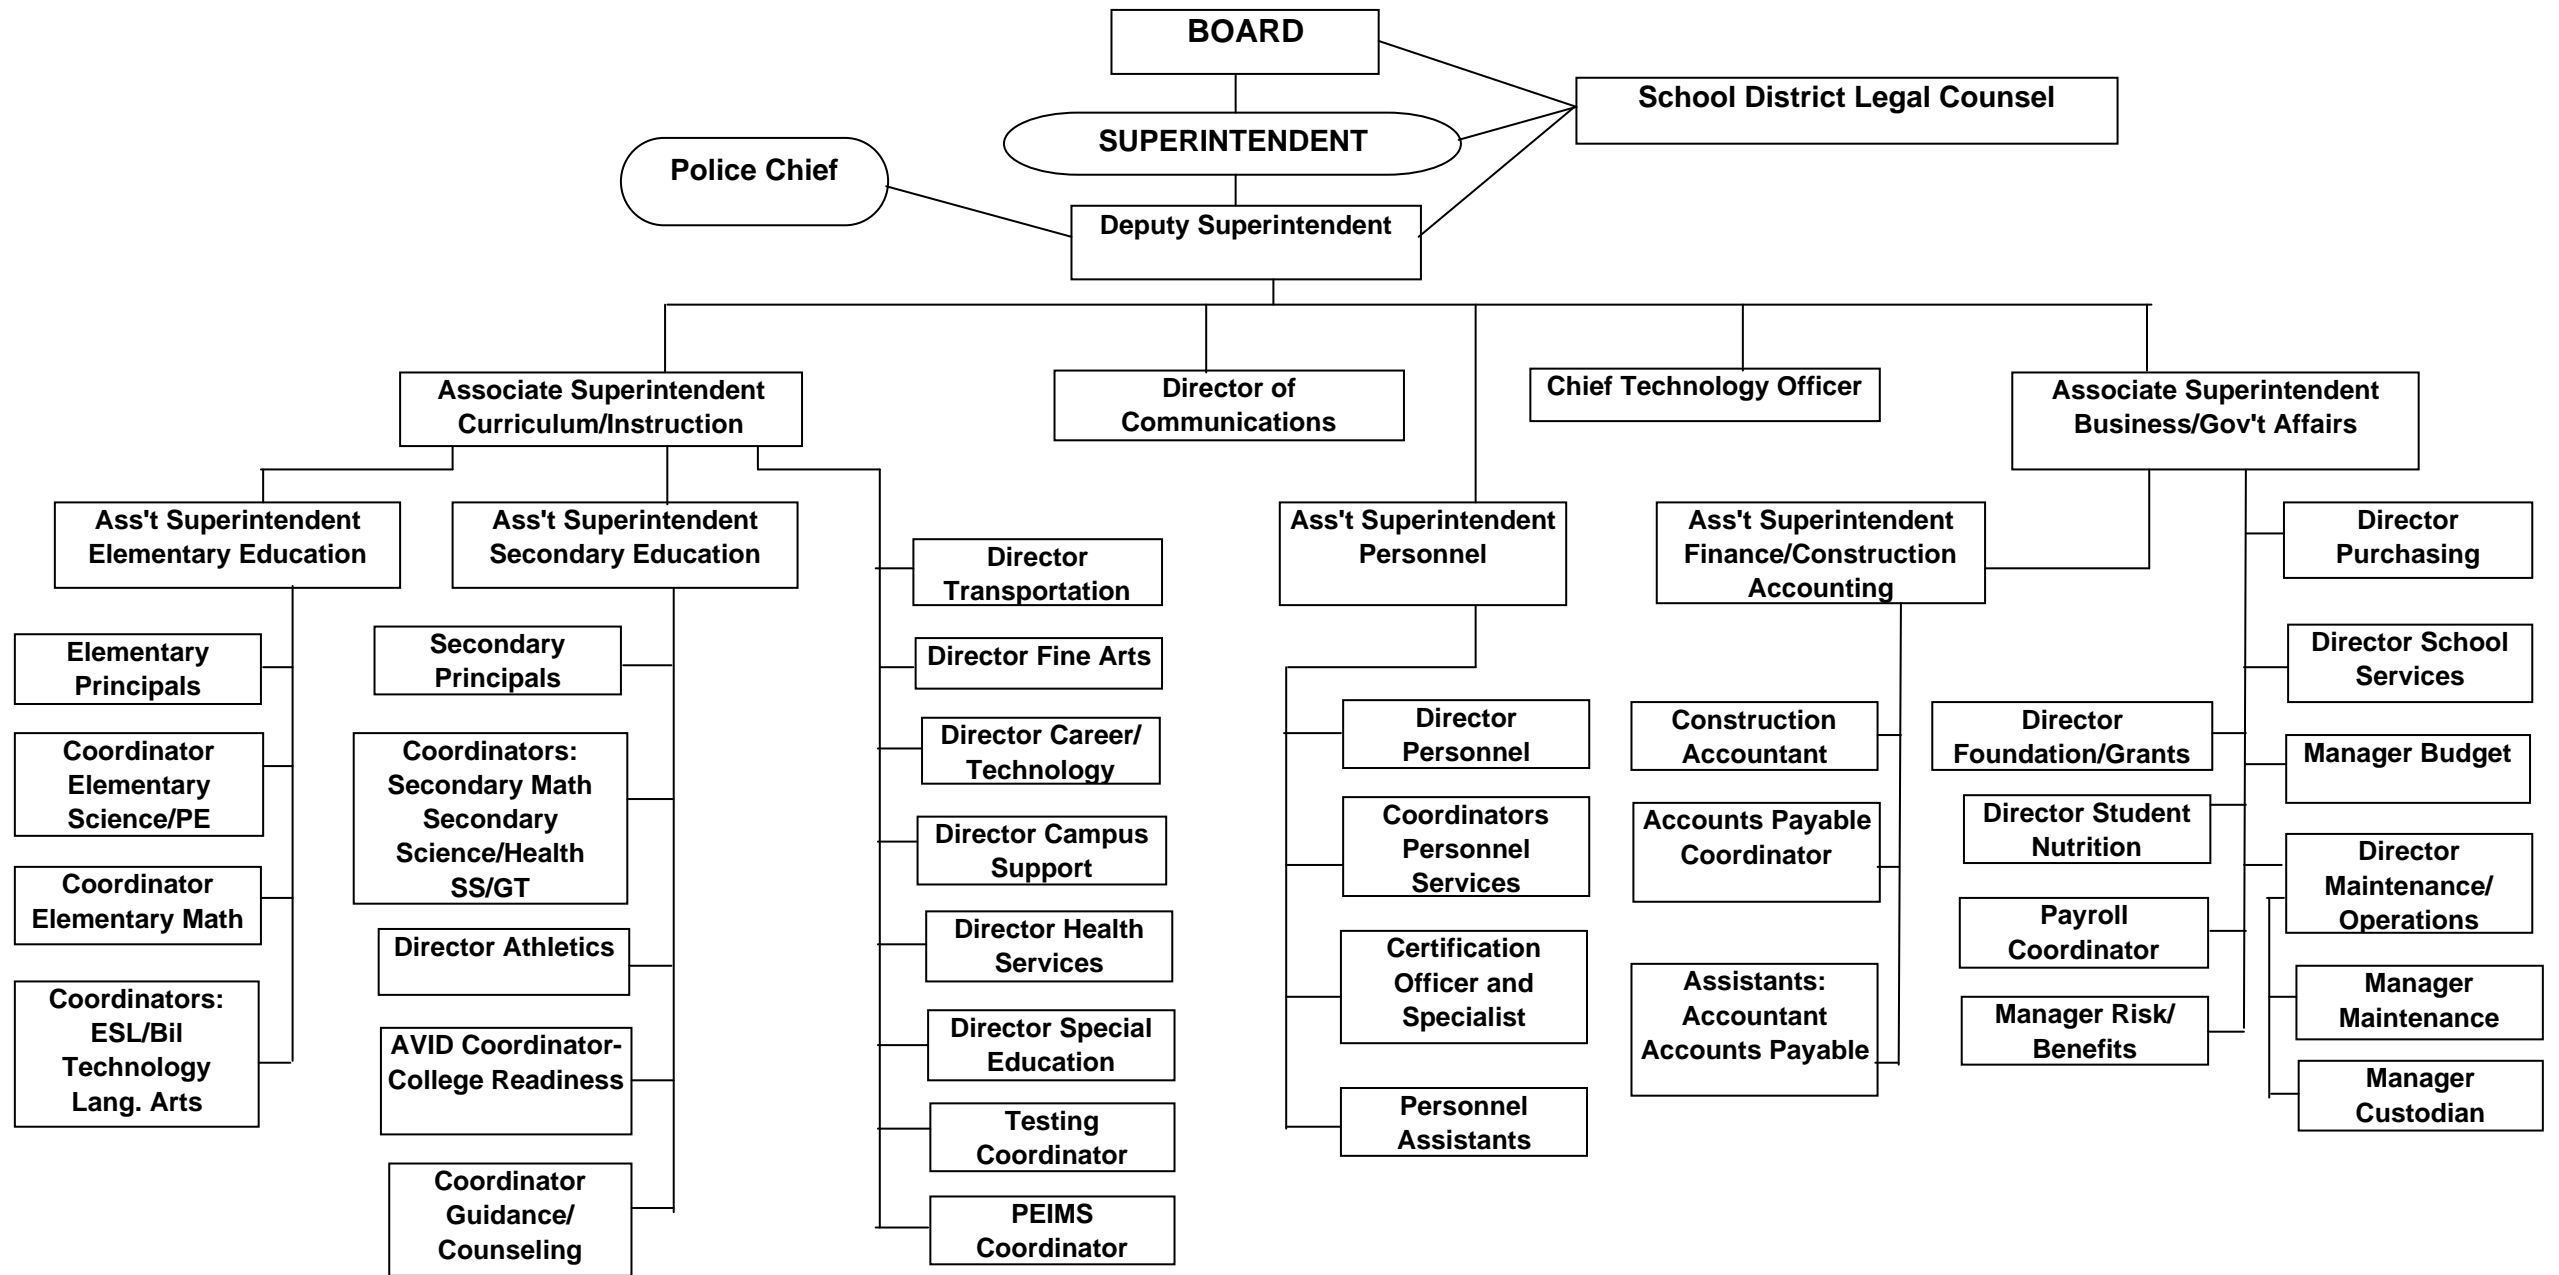 BOARD
School District Legal Counsel
SUPERINTENDENT
Police Chief
Deputy Superintendent
Associate Superintendent
Curriculum/Instruction
Director of
Communications
Chief Technology Officer
Associate Superintendent
Business/Gov't Affairs
Ass't Superintendent
Elementary Education
Ass't Superintendent
Secondary Education
Ass't Superintendent
Personnel
Ass't Superintendent
Finance/Construction
Accounting
Elementary
Principals
Coordinator
Elementary
Science/PE
Coordinator
Elementary Math
Coordinators:
ESL/Bil
Technology
Lang. Arts
Secondary
Principals
Coordinators:
Secondary Math
Secondary
Science/Health
SS/GT
Director Athletics
AVID Coordinator-
College Readiness
Coordinator
Guidance/
Counseling
Director
Transportation
Director Fine Arts
Director Career/
Technology
Director Campus
Support
Director Health
Services
Director Special
Education
Testing
Coordinator
PEIMS
Coordinator
Director
Personnel
Coordinators
Personnel
Services
Certification
Officer and
Specialist
Personnel
Assistants
Construction
Accountant
Accounts Payable
Coordinator
Assistants:
Accountant
Accounts Payable
Director
Foundation/Grants
Director Student
Nutrition
Payroll
Coordinator
Manager Risk/
Benefits
Director
Purchasing
Director School
Services
Manager Budget
Director
Maintenance/
Operations
Manager
Maintenance
Manager
Custodian